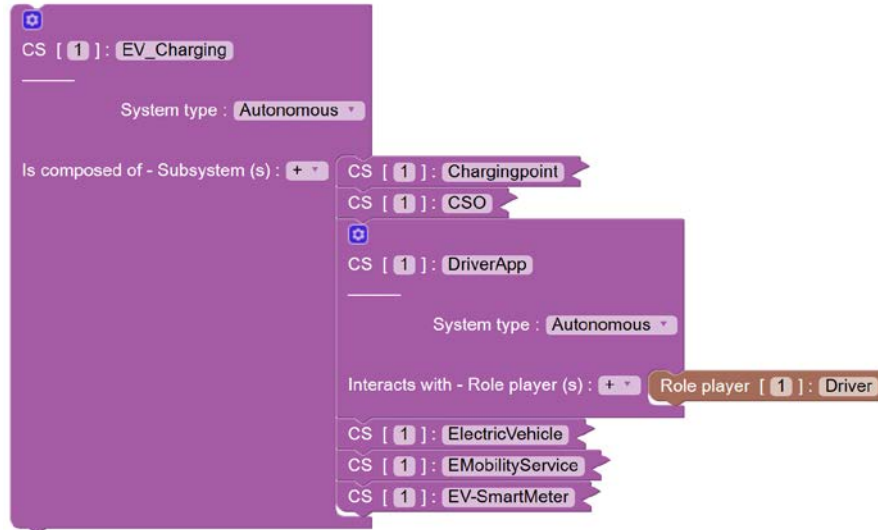 CS [ 1 ] : EV_Charging
System type : Autonomous
Is composed of - Subsystem (s) : +
CS [ 1 ] : Chargingpoint
CS [ 1 ] : CSO
CS [ 1 ] : DriverApp
System type : Autonomous
Interacts with - Role player (s) : +
Role player [ 1 ] : Driver
CS [ 1 ] : ElectricVehicle
CS [ 1 ] : EMobilityService
CS [ 1 ] : EV-SmartMeter